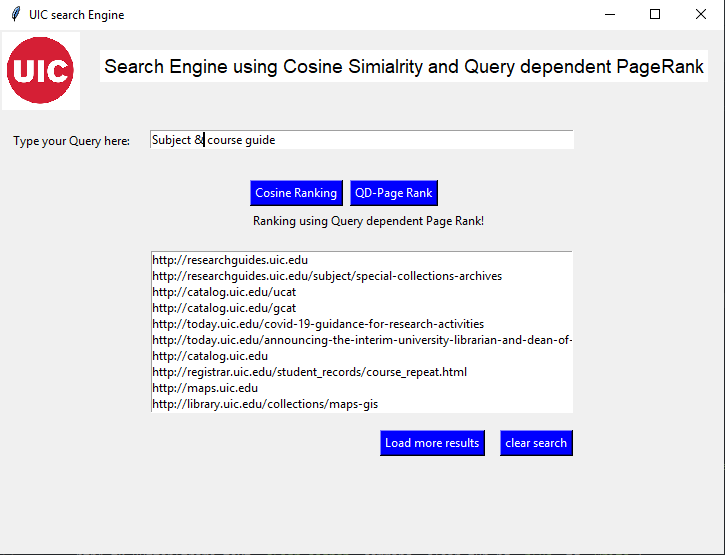 UIC search Engine
UIC
Search Engine using Cosine Simialrity and Query dependent PageRank
Type your Query here:
Subject & course guide
Cosine Ranking
QD-Page Rank
Ranking using Query dependent Page Rank!
http://researchguides.uic.edu
http://researchguides.uic.edu/subject/special-collections-archives
http://catalog.uic.edu/ucat
http://catalog.uic.edu/gcat
http://today.uic.edu/covid-19-guidance-for-research-activities
http://today.uic.edu/announcing-the-interim-university-librarian-and-dean-of-
http://catalog.uic.edu
http://registrar.uic.edu/student_records/course_repeat.html
http://maps.uic.edu
http://library.uic.edu/collections/maps-gis
Load more results
clear search